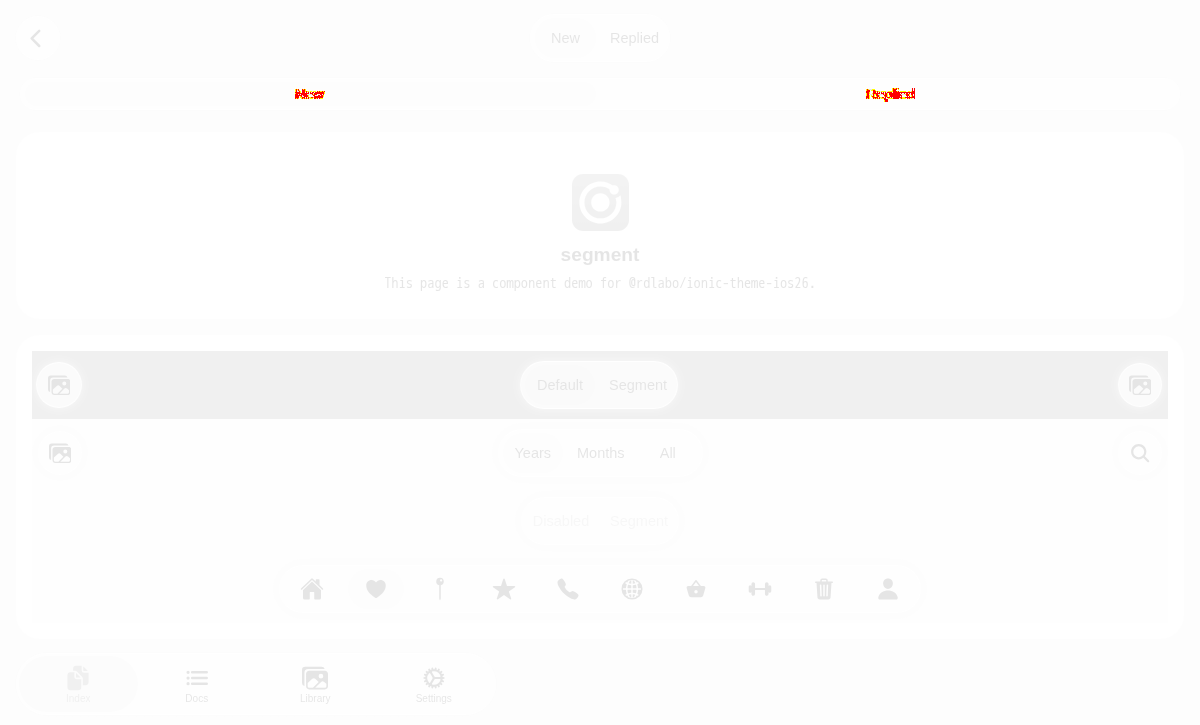 New Replied
New Replied
segment
This page is a component demo for @rdlabo/ionic-theme-ios26.
Default Segment
Years Months All
Disabled Segment
Index Docs Library Settings